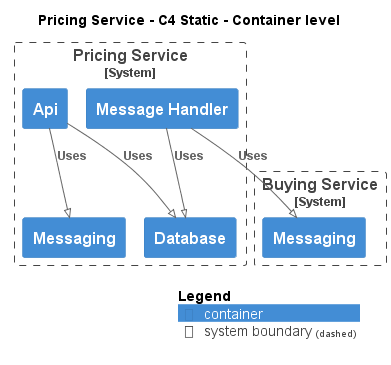 Pricing Service - C4 Static - Container level
Pricing Service
[System]
Api
Message Handler
Uses
Uses
Uses
Uses
Buying Service
[System]
Messaging
Database
Messaging
Legend
container
system boundary (dashed)